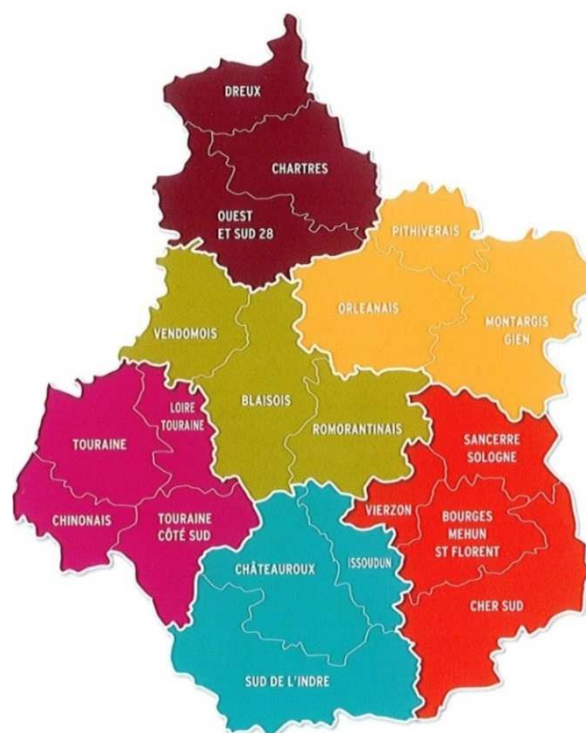 DREUX
CHARTRES
OUEST
ET SUD 28
PITHIVERAIS
ORLEANAIS
MONTARGIS
GIEN
VENDOMOIS
BLAISOIS
ROMORANTINAIS
LOIRE
TOURAINE
TOURAINE
CHINONAIS
TOURAINE
CÔTÉ SUD
SANCERRE
SOLOGNE
VIERZON
BOURGES
MEHUN
ST FLORENT
CHER SUD
CHÂTEAUROUX
ISSOUDUN
SUD DE L'INDRE